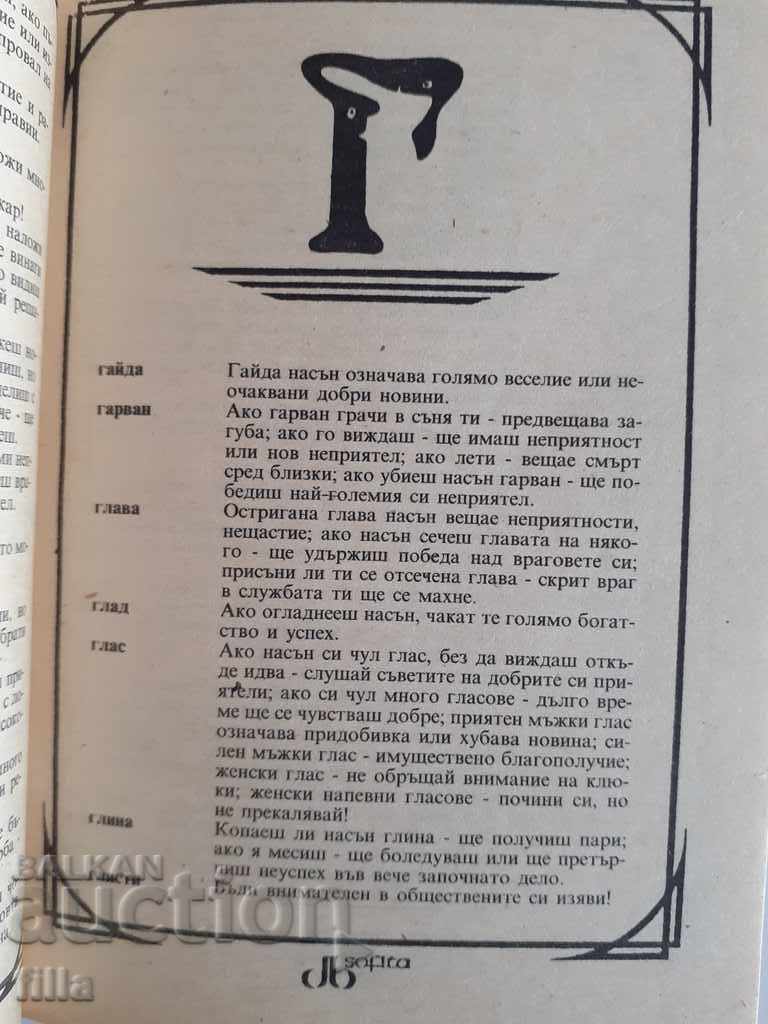 Г
гайда Гайда насън означава голямо веселие или не-
очаквани добри новини.
гарван Ако гарван грачи в съня ти - предвещава за-
губа; ако го виждаш - ще имаш неприятност
или нов неприятел; ако лети - вещае смърт
сред близки; ако убиеш насън гарван - ще по-
бедиш най-големия си неприятел.
глава Остригана глава насън вещае неприятности,
нещастие; ако насън сечеш главата на няко-
го - ще удържиш победа над враговете си;
присъни ли ти се отсечена глава - скрит враг
в службата ти ще се махне.
глад Ако огладнееш насън, чакат те голямо богат-
ство и успех.
глас Ако насън си чул глас, без да виждаш откъ-
де идва - слушай съветите на добрите си при-
ятели; ако си чул много гласове - дълго вре-
ме ще се чувстваш добре; приятен мъжки глас
означава придобивка или хубава новина; си-
лен мъжки глас - имуществено благополучие;
женски глас - не обръщай внимание на клю-
ки; женски напевни гласове - почини си, но
не прекалявай!
глина Копаеш ли насън глина - ще получиш пари;
ако я месиш - ще боледуваш или ще претър-
пиш неуспех във вече започнато дело.
глисти Бъди внимателен в обществените си изяви!
db sofita
BALKAN
auction
filla